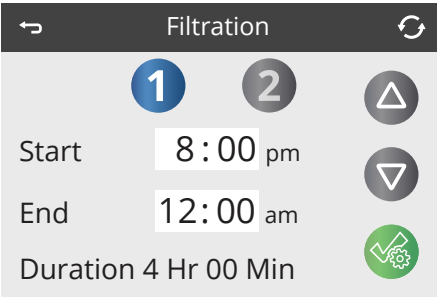 Filtration
1 2
Start 8:00 pm
End 12:00 am
Duration 4 Hr 00 Min